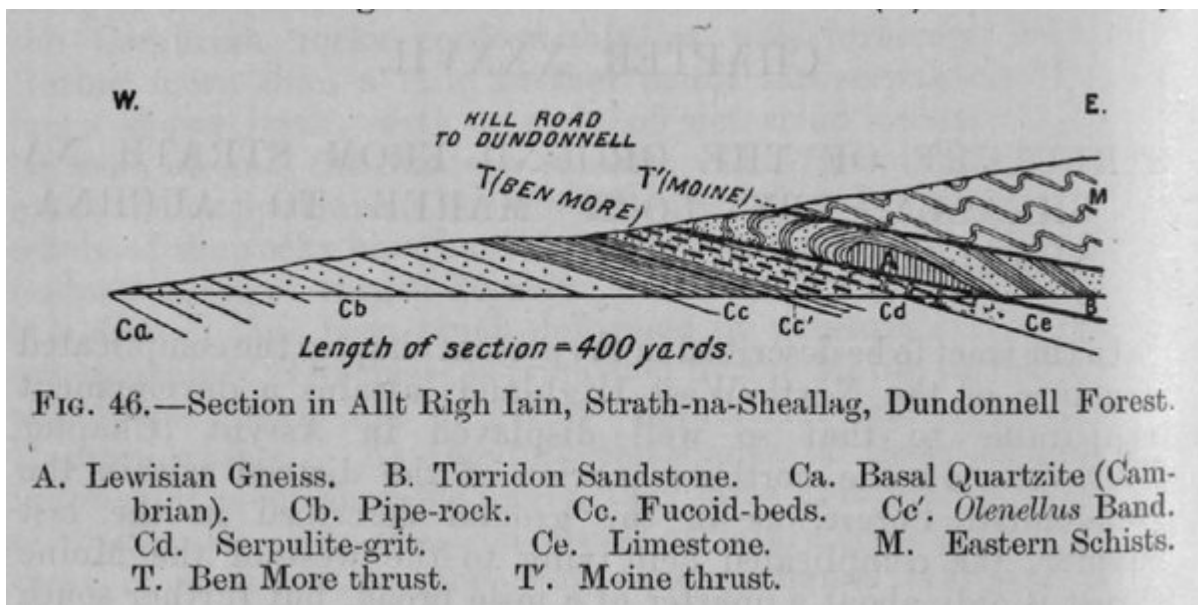 W.
E.
HILL ROAD
TO DUNDONNELL
T(BEN MORE)
T′(MOINE)
M
A
B
Ca
Cb
Cc
Cc′
Cd
Ce
Length of section = 400 yards.
FIG. 46.—Section in Allt Righ Iain, Strath-na-Sheallag, Dundonnell Forest.
A. Lewisian Gneiss. B. Torridon Sandstone. Ca. Basal Quartzite (Cam-
brian). Cb. Pipe-rock. Cc. Fucoid-beds. Cc′. Olenellus Band.
Cd. Serpulite-grit. Ce. Limestone. M. Eastern Schists.
T. Ben More thrust. T′. Moine thrust.